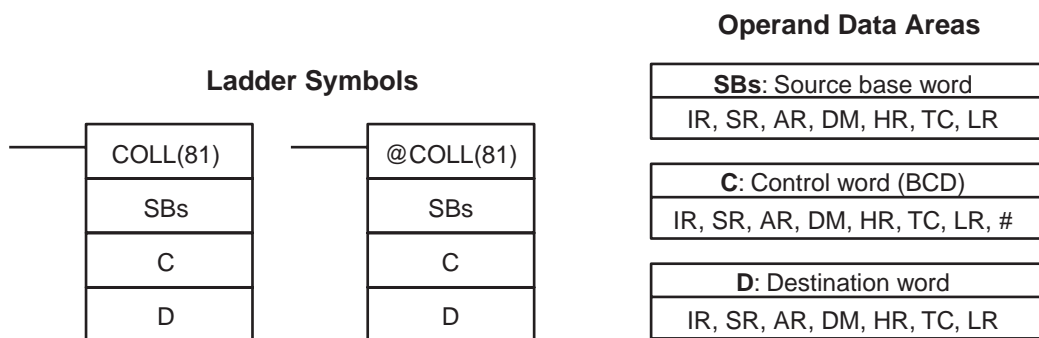 Ladder Symbols
COLL(81)
SBs
C
D
@COLL(81)
SBs
C
D
Operand Data Areas
SBs: Source base word
IR, SR, AR, DM, HR, TC, LR
C: Control word (BCD)
IR, SR, AR, DM, HR, TC, LR, #
D: Destination word
IR, SR, AR, DM, HR, TC, LR